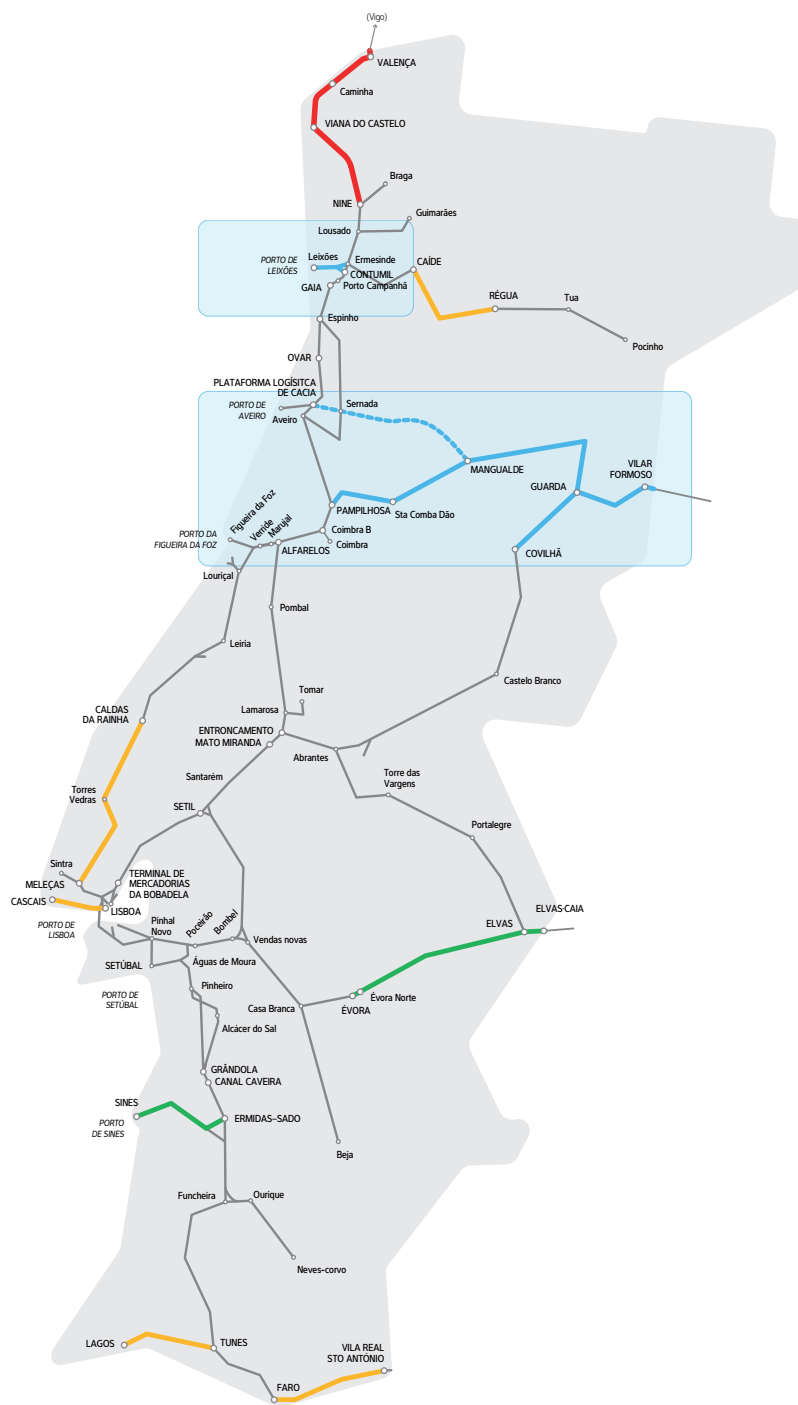 (Vigo)
VALENÇA
Caminha
VIANA DO CASTELO
Braga
NINE
Guimarães
Lousado
PORTO DE
LEIXÕES
Leixões
Ermesinde
CAÍDE
CONTUMIL
GAIA
Porto Campanhã
RÉGUA
Tua
Espinho
Pocinho
OVAR
PLATAFORMA LOGÍSITCA
DE CACIA
PORTO DE
AVEIRO
Sernada
Aveiro
MANGUALDE
VILAR
FORMOSO
GUARDA
PAMPILHOSA
Sta Comba Dão
Figueira da Foz
Verride
Marujal
PORTO DA
FIGUEIRA DA FOZ
Coimbra B
Coimbra
ALFARELOS
COVILHÃ
Louriçal
Pombal
Leiria
Castelo Branco
Tomar
CALDAS
DA RAINHA
Lamarosa
ENTRONCAMENTO
MATO MIRANDA
Abrantes
Santarém
Torre das
Vargens
Torres
Vedras
SETIL
Portalegre
Sintra
MELEÇAS
TERMINAL DE
MERCADORIAS
DA BOBADELA
CASCAIS
LISBOA
PORTO DE
LISBOA
Pinhal
Novo
Poceirão
Bombel
Vendas novas
ELVAS
ELVAS-CAIA
SETÚBAL
Águas de Moura
PORTO DE
SETÚBAL
Pinheiro
Casa Branca
Évora Norte
ÉVORA
Alcácer do Sal
GRÂNDOLA
CANAL CAVEIRA
SINES
PORTO
DE SINES
ERMIDAS-SADO
Beja
Funcheira
Ourique
Neves-corvo
LAGOS
TUNES
VILA REAL
STO ANTÓNIO
FARO